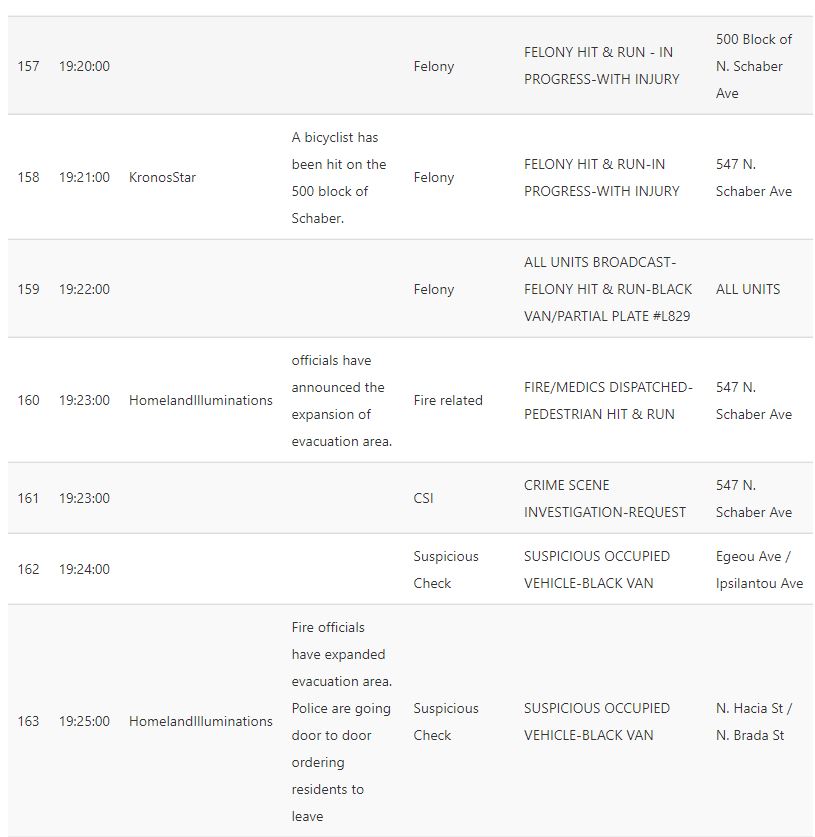 157 19:20:00 Felony FELONY HIT & RUN - IN PROGRESS-WITH INJURY 500 Block of N. Schaber Ave
158 19:21:00 KronosStar A bicyclist has been hit on the 500 block of Schaber. Felony FELONY HIT & RUN-IN PROGRESS-WITH INJURY 547 N. Schaber Ave
159 19:22:00 Felony ALL UNITS BROADCAST-FELONY HIT & RUN-BLACK VAN/PARTIAL PLATE #L829 ALL UNITS
160 19:23:00 HomelandIlluminations officials have announced the expansion of evacuation area. Fire related FIRE/MEDICS DISPATCHED-PEDESTRIAN HIT & RUN 547 N. Schaber Ave
161 19:23:00 CSI CRIME SCENE INVESTIGATION-REQUEST 547 N. Schaber Ave
162 19:24:00 Suspicious Check SUSPICIOUS OCCUPIED VEHICLE-BLACK VAN Egeou Ave / Ipsilantou Ave
163 19:25:00 HomelandIlluminations Fire officials have expanded evacuation area. Police are going door to door ordering residents to leave Suspicious Check SUSPICIOUS OCCUPIED VEHICLE-BLACK VAN N. Hacia St / N. Brada St